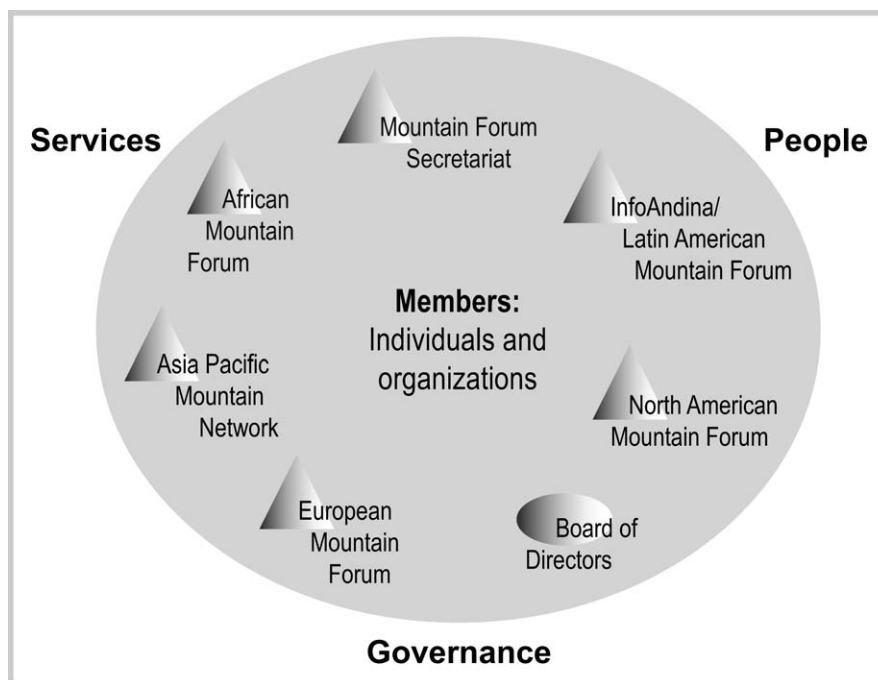 Services
People
Mountain Forum
Secretariat
African
Mountain
Forum
InfoAndina/
Latin American
Mountain Forum
Members:
Individuals and
organizations
Asia Pacific
Mountain
Network
North American
Mountain Forum
European
Mountain
Forum
Board of
Directors
Governance